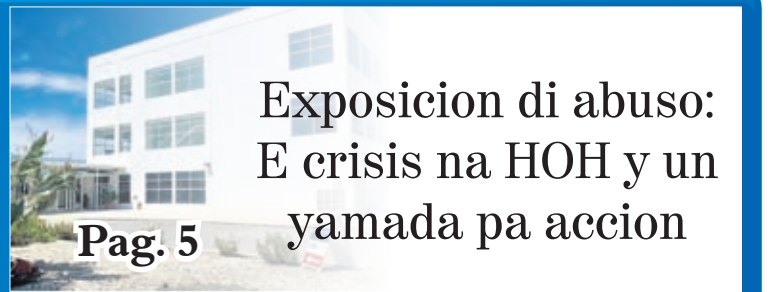 Exposicion di abuso:
E crisis na HOH y un
yamada pa accion
Pag. 5